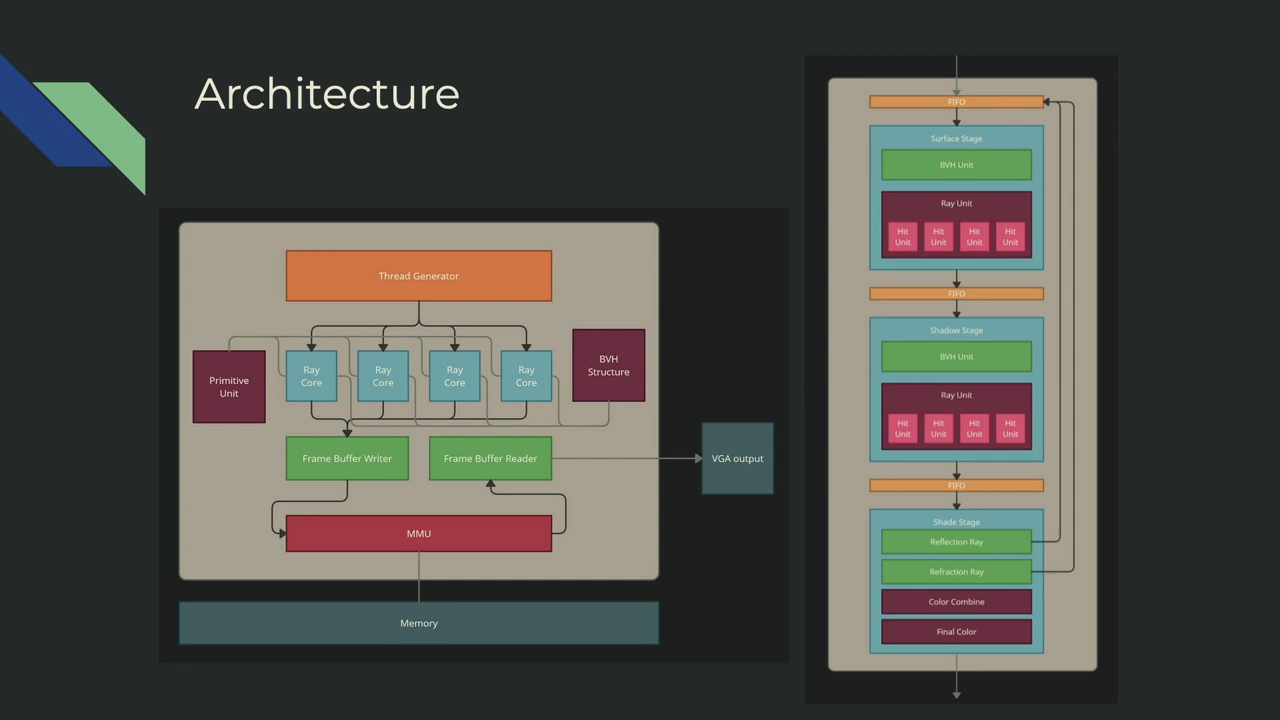 Architecture
Thread Generator
Primitive
Unit
Ray
Core
Ray
Core
Ray
Core
Ray
Core
BVH
Structure
Frame Buffer Writer
Frame Buffer Reader
VGA output
MMU
Memory
FIFO
Surface Stage
BVH Unit
Ray Unit
Hit
Unit
Hit
Unit
Hit
Unit
Hit
Unit
FIFO
Shadow Stage
BVH Unit
Ray Unit
Hit
Unit
Hit
Unit
Hit
Unit
Hit
Unit
FIFO
Shade Stage
Reflection Ray
Refraction Ray
Color Combine
Final Color